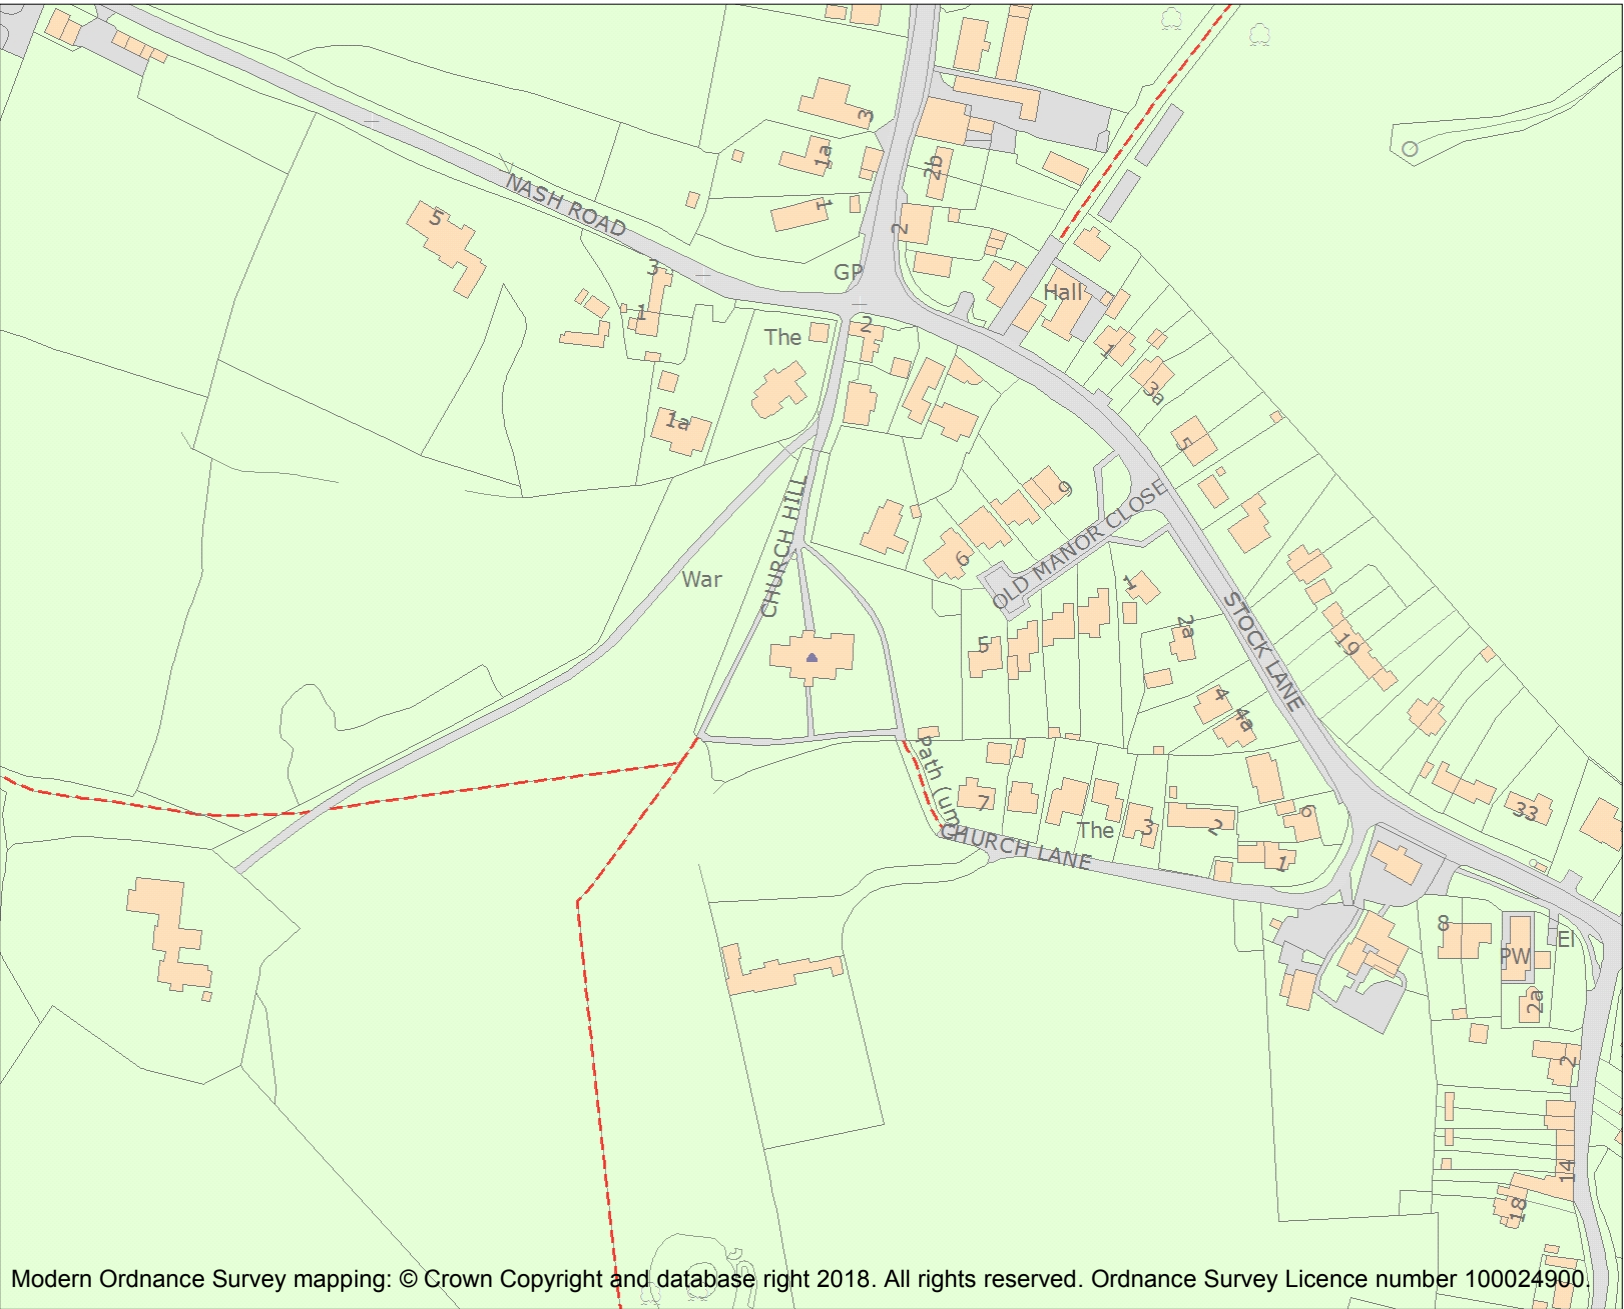 3
1a
2b
NASH ROAD
1
5
2
GP
3
Hall
1
The
2
1
3a
1a
5
9
CHURCH HILL
OLD MANOR CLOSE
6
War
1
STOCK LANE
2a
5
19
4
4a
Path (um)
7
The
3
2
6
33
CHURCH LANE
1
8
El
PW
2a
2
14
18
Modern Ordnance Survey mapping: © Crown Copyright and database right 2018. All rights reserved. Ordnance Survey Licence number 100024900.